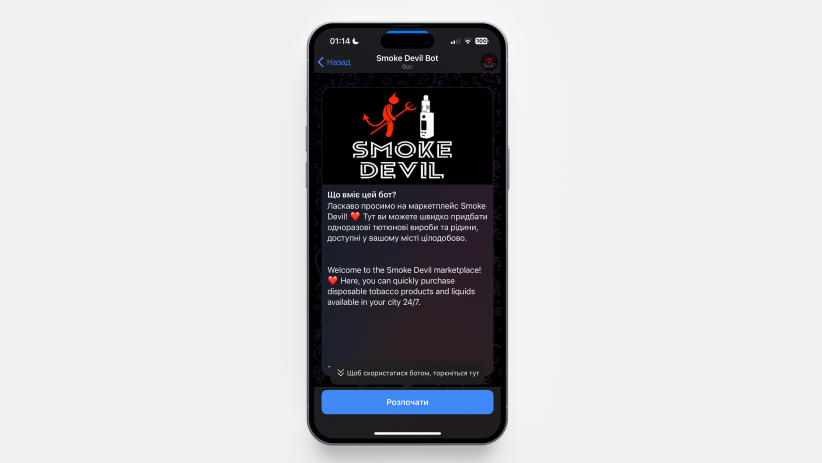 01:14
100
Назад
Smoke Devil Bot
бот
SMOKE
DEVIL
Що вміє цей бот?
Ласкаво просимо на маркетплейс Smoke
Devil! ❤️ Тут ви можете швидко придбати
одноразові тютюнові вироби та рідини,
доступні у вашому місті цілодобово.
Welcome to the Smoke Devil marketplace!
❤️ Here, you can quickly purchase
disposable tobacco products and liquids
available in your city 24/7.
Щоб скористатися ботом, торкніться тут
Розпочати